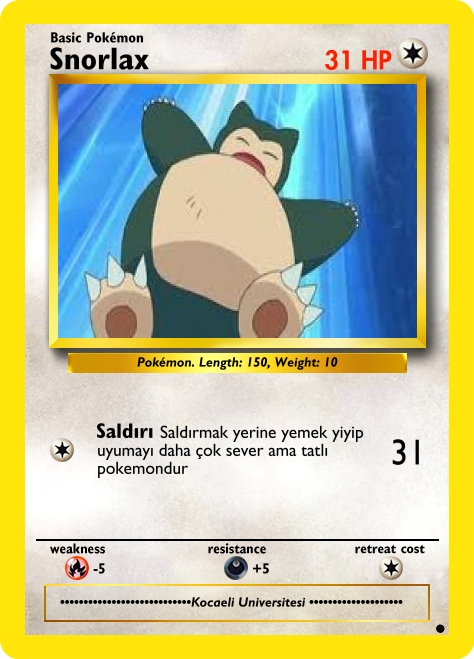 Basic Pokémon
Snorlax 31 HP
Pokémon. Length: 150, Weight: 10
Saldırı Saldırmak yerine yemek yiyip
uyumayı daha çok sever ama tatlı
pokemondur
31
weakness resistance retreat cost
-5 +5
••••••••••••••••••••••••••••Kocaeli Universitesi ••••••••••••••••••••